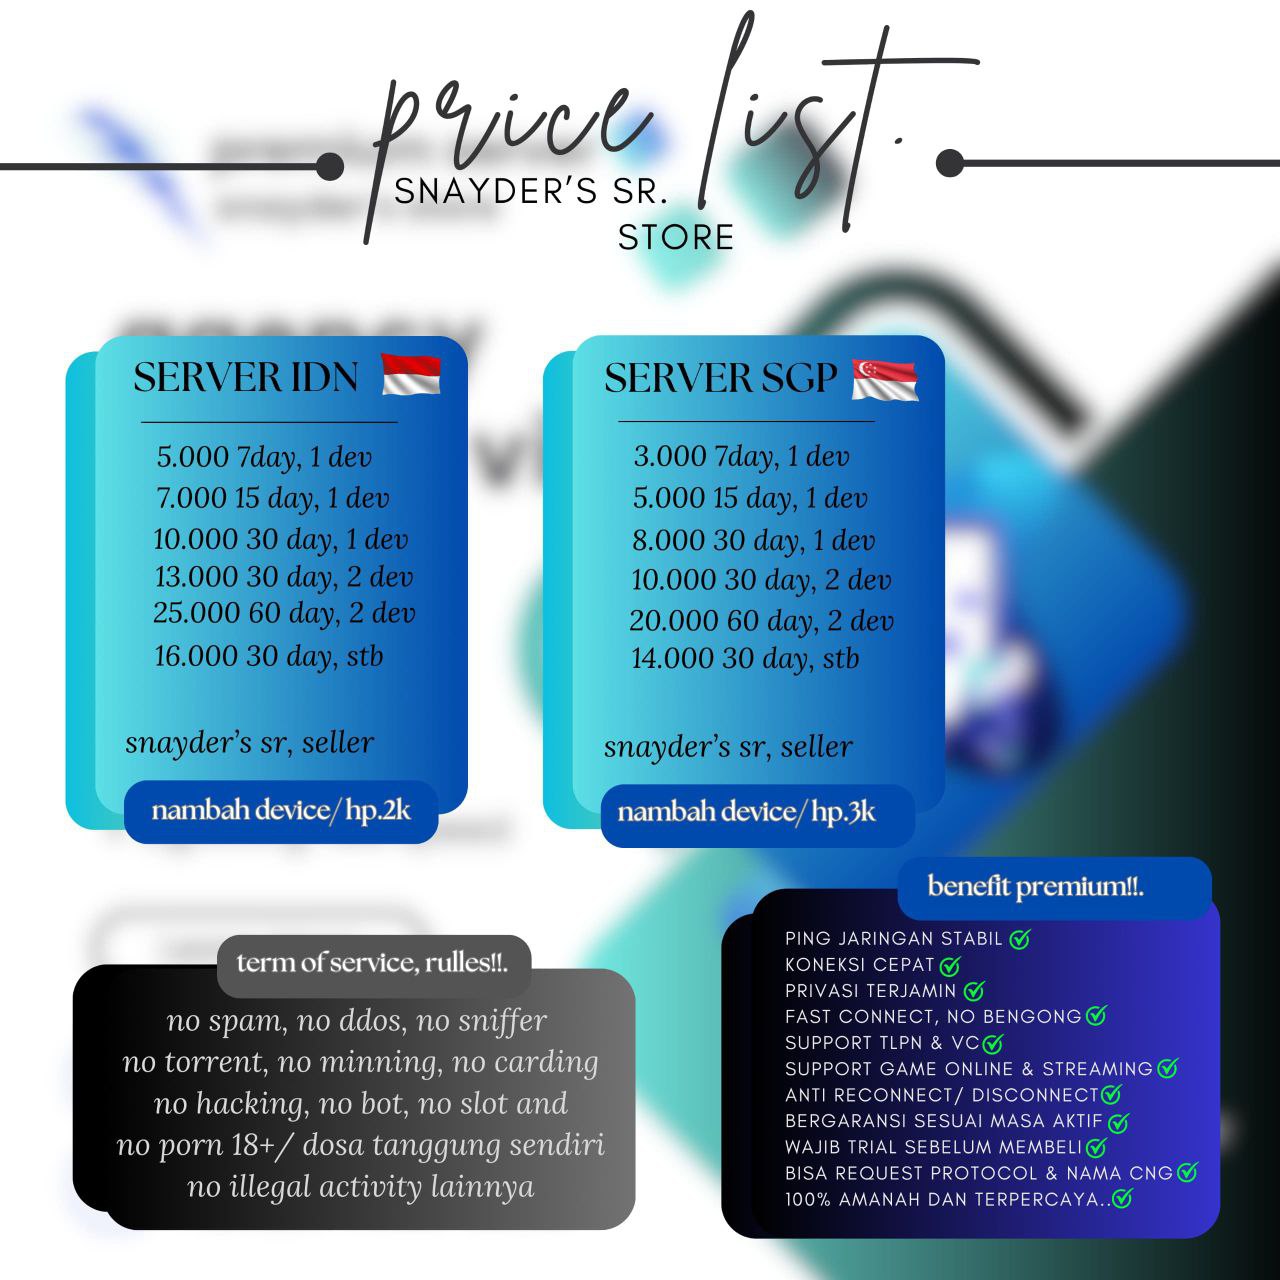 price list.
SNAYDER'S SR.
STORE
SERVER IDN
5.000 7day, 1 dev
7.000 15 day, 1 dev
10.000 30 day, 1 dev
13.000 30 day, 2 dev
25.000 60 day, 2 dev
16.000 30 day, stb
snayder's sr, seller
nambah device/ hp.2k
SERVER SGP
3.000 7day, 1 dev
5.000 15 day, 1 dev
8.000 30 day, 1 dev
10.000 30 day, 2 dev
20.000 60 day, 2 dev
14.000 30 day, stb
snayder's sr, seller
nambah device/ hp.3k
term of service, rulles!!.
no spam, no ddos, no sniffer
no torrent, no minning, no carding
no hacking, no bot, no slot and
no porn 18+/ dosa tanggung sendiri
no illegal activity lainnya
benefit premium!!.
PING JARINGAN STABIL
KONEKSI CEPAT
PRIVASI TERJAMIN
FAST CONNECT, NO BENGONG
SUPPORT TLPN & VC
SUPPORT GAME ONLINE & STREAMING
ANTI RECONNECT/ DISCONNECT
BERGARANSI SESUAI MASA AKTIF
WAJIB TRIAL SEBELUM MEMBELI
BISA REQUEST PROTOCOL & NAMA CNG
100% AMANAH DAN TERPERCAYA..